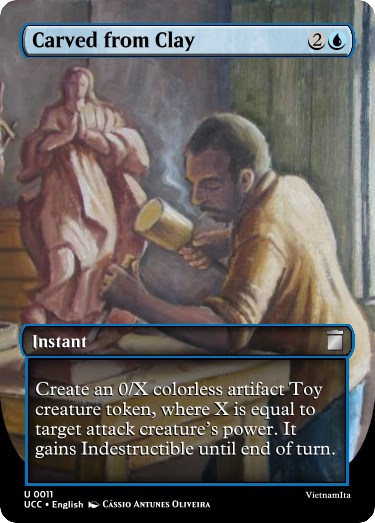 Carved from Clay 2
Instant
Create an 0/X colorless artifact Toy
creature token, where X is equal to
target attack creature's power. It
gains Indestructible until end of turn.
U 0011
VietnamIta
UCC • English Cássio Antunes Oliveira